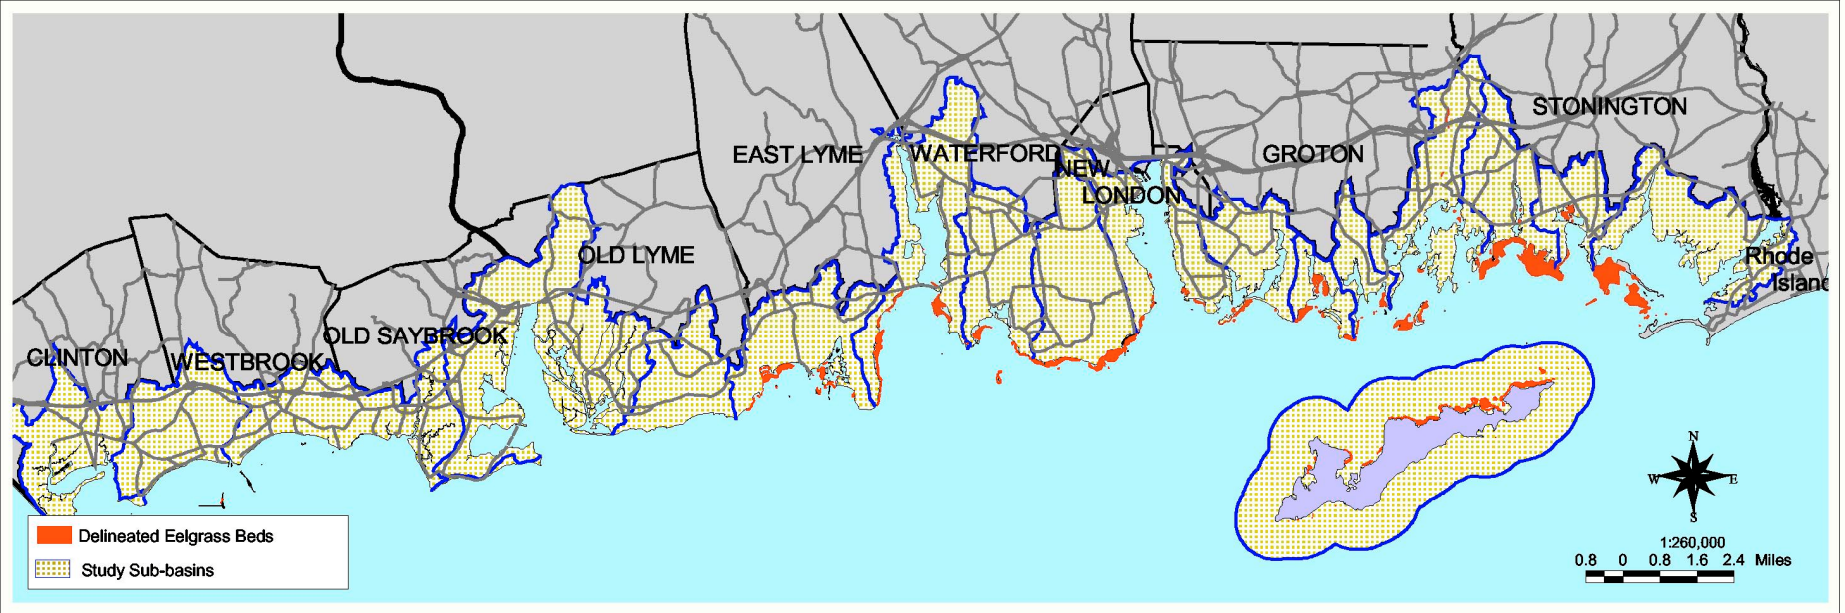 STONINGTON
EAST LYME
WATERFORD
NEW
LONDON
GROTON
OLD LYME
Rhode
Islan
OLD SAYBROOK
CLINTON
WESTBROOK
N
W
E
S
Delineated Eelgrass Beds
Study Sub-basins
1:260,000
0.8 0 0.8 1.6 2.4 Miles